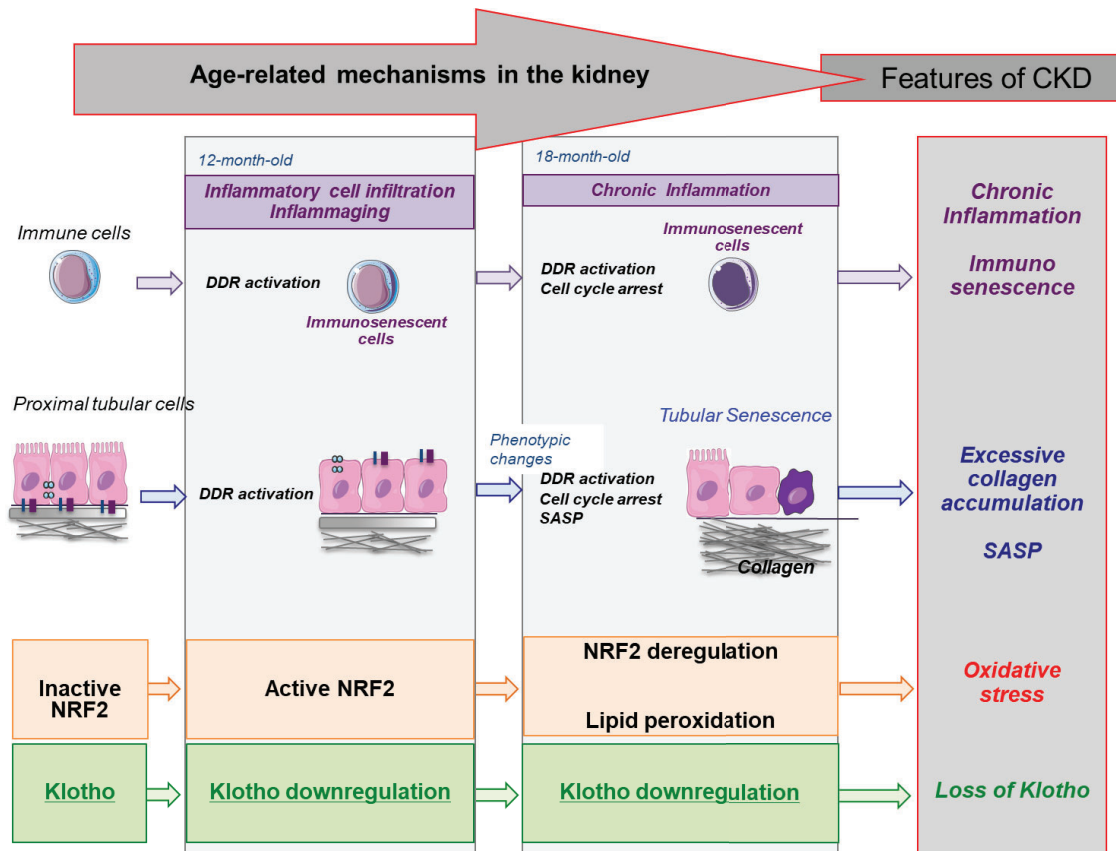 Age-related mechanisms in the kidney
Features of CKD
12-month-old
Inflammatory cell infiltration
Inflammaging
18-month-old
Chronic Inflammation
Chronic
Inflammation
Immune cells
DDR activation
Immunosenescent
cells
Immunosenescent
cells
DDR activation
Cell cycle arrest
Immuno
senescence
Proximal tubular cells
DDR activation
Phenotypic
changes
Tubular Senescence
DDR activation
Cell cycle arrest
SASP
Collagen
Excessive
collagen
accumulation
SASP
Inactive
NRF2
Active NRF2
NRF2 deregulation
Lipid peroxidation
Oxidative
stress
Klotho
Klotho downregulation
Klotho downregulation
Loss of Klotho